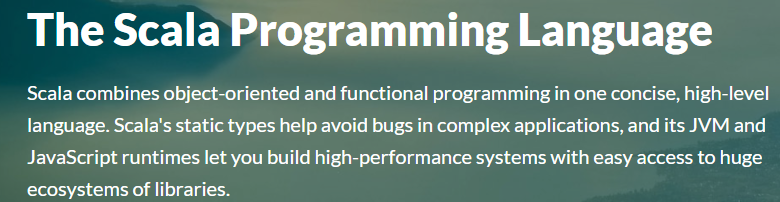 The Scala Programming Language
Scala combines object-oriented and functional programming in one concise, high-level
language. Scala's static types help avoid bugs in complex applications, and its JVM and
JavaScript runtimes let you build high-performance systems with easy access to huge
ecosystems of libraries.